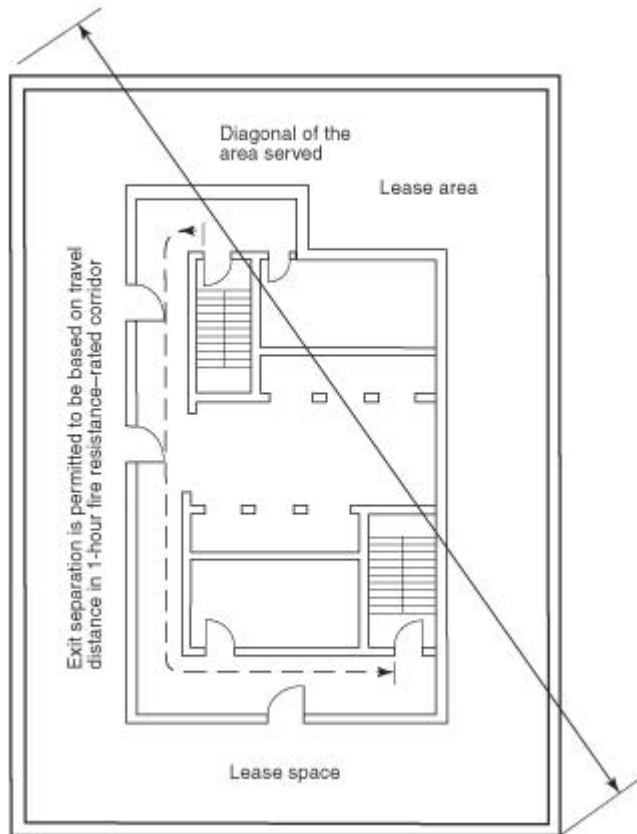 Diagonal of the
area served
Lease area
Exit separation is permitted to be based on travel
distance in 1-hour fire resistance–rated corridor
Lease space